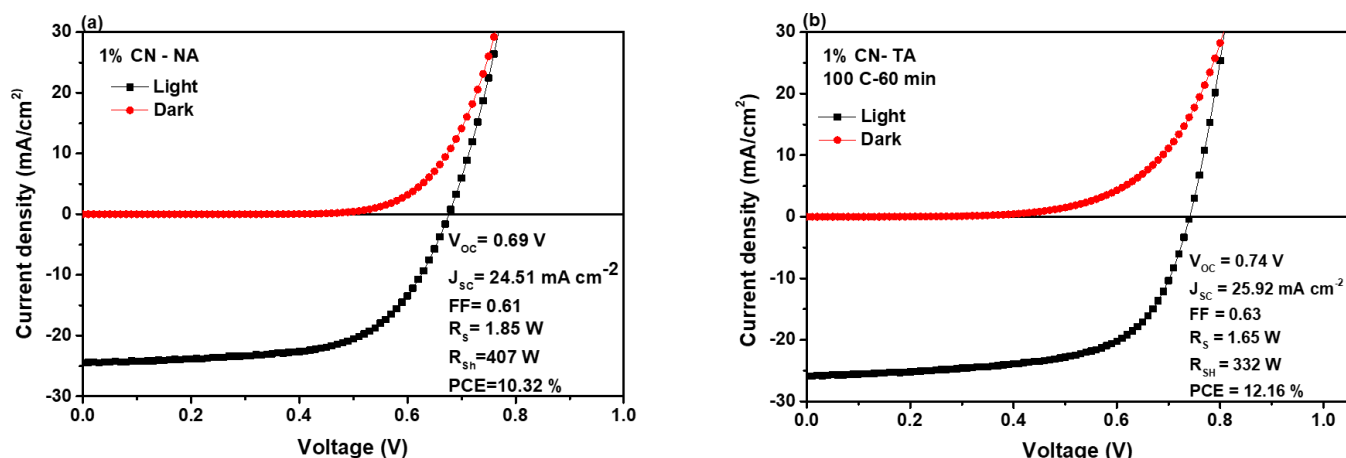 (a)
1% CN - NA
Light
Dark
V_OC= 0.69 V
J_SC= 24.51 mA cm⁻²
FF= 0.61
R_S= 1.85 W
R_Sh=407 W
PCE=10.32 %
Current density (mA/cm²)
30
20
10
0
-10
-20
-30
0.0 0.2 0.4 0.6 0.8 1.0
Voltage (V)
(b)
1% CN- TA
100 C-60 min
Light
Dark
V_OC = 0.74 V
J_SC = 25.92 mA cm⁻²
FF = 0.63
R_S = 1.65 W
R_SH = 332 W
PCE = 12.16 %
Current density (mA/cm²)
30
20
10
0
-10
-20
-30
0.0 0.2 0.4 0.6 0.8 1.0
Voltage (V)